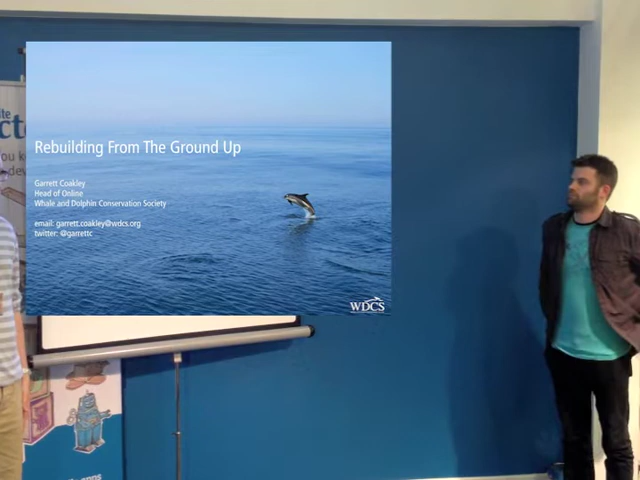 Rebuilding From The Ground Up
Garrett Coakley
Head of Online
Whale and Dolphin Conservation Society
email: garrett.coakley@wdcs.org
twitter: @garrettc
WDCS